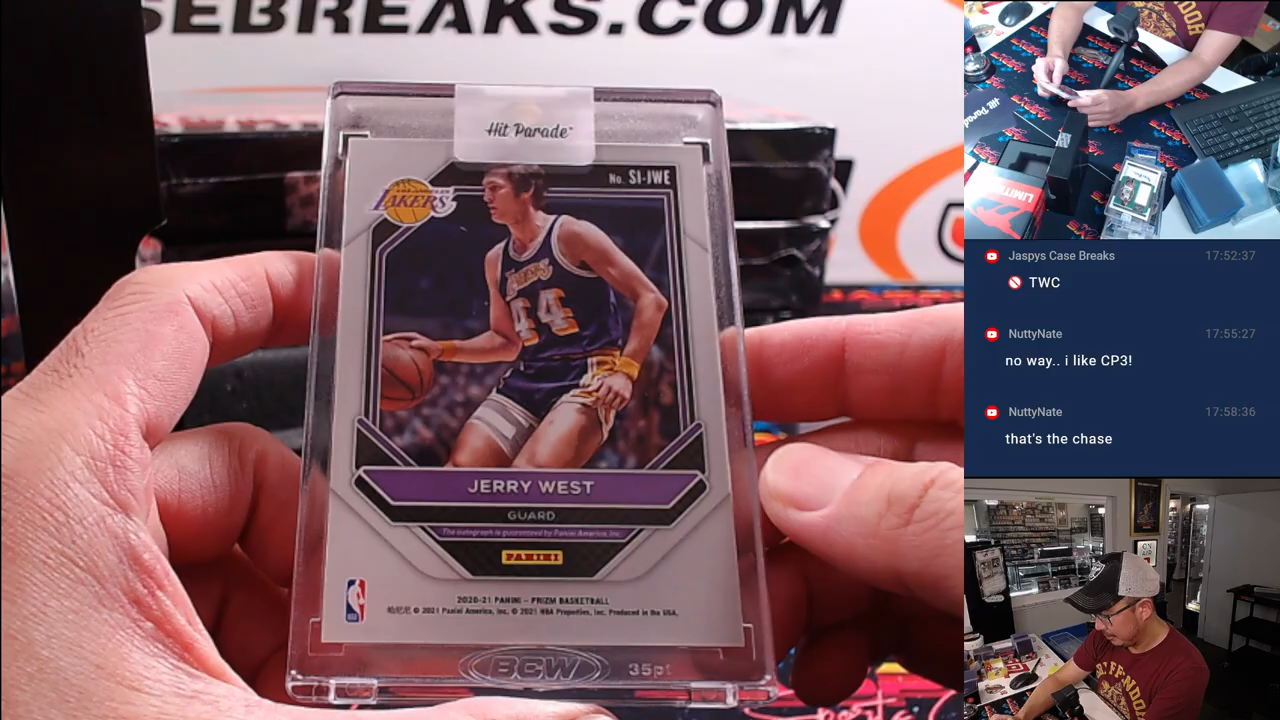 SEBREAKS.COM
Hit Parade
No. SI-JWE
LAKERS
LAKERS
44
JERRY WEST
GUARD
The autograph is guaranteed by Panini America, Inc.
PANINI
2020-21 PANINI - PRIZM BASKETBALL
© 2021 Panini America, Inc. © 2021 NBA Properties, Inc. Produced in the USA.
BCW 35pt
Hit Parade
LIMITED
Jaspys Case Breaks 17:52:37
TWC
NuttyNate 17:55:27
no way.. i like CP3!
NuttyNate 17:58:36
that's the chase